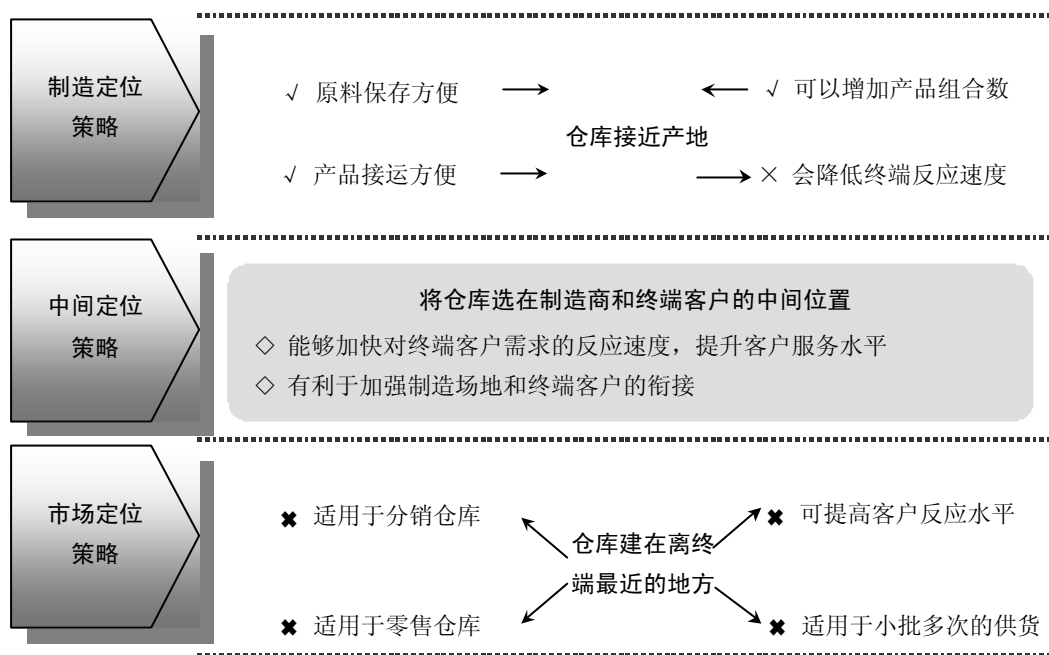 制造定位
策略
√ 原料保存方便
√ 可以增加产品组合数
仓库接近产地
√ 产品接运方便
× 会降低终端反应速度
中间定位
策略
将仓库选在制造商和终端客户的中间位置
◇ 能够加快对终端客户需求的反应速度，提升客户服务水平
◇ 有利于加强制造场地和终端客户的衔接
市场定位
策略
✖ 适用于分销仓库
✖ 可提高客户反应水平
仓库建在离终
端最近的地方
✖ 适用于零售仓库
✖ 适用于小批多次的供货